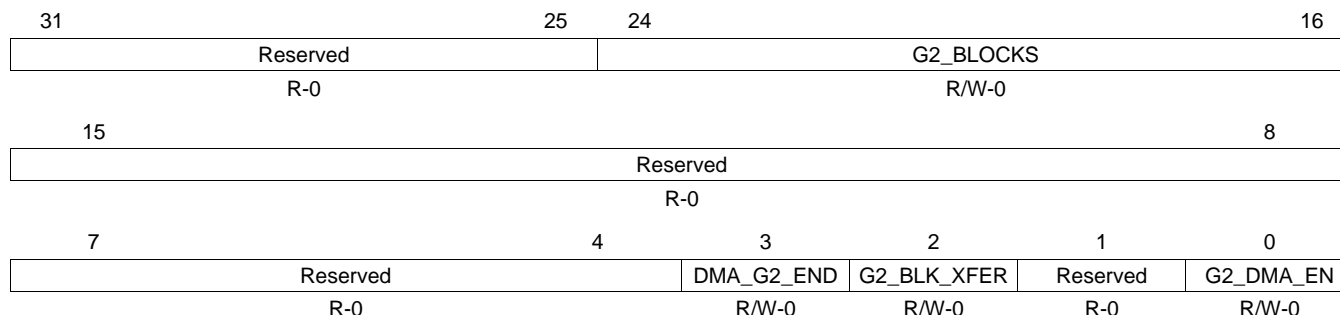 31 25 24 16
Reserved G2_BLOCKS
R-0 R/W-0
15 8
Reserved
R-0
7 4 3 2 1 0
Reserved DMA_G2_END G2_BLK_XFER Reserved G2_DMA_EN
R-0 R/W-0 R/W-0 R-0 R/W-0